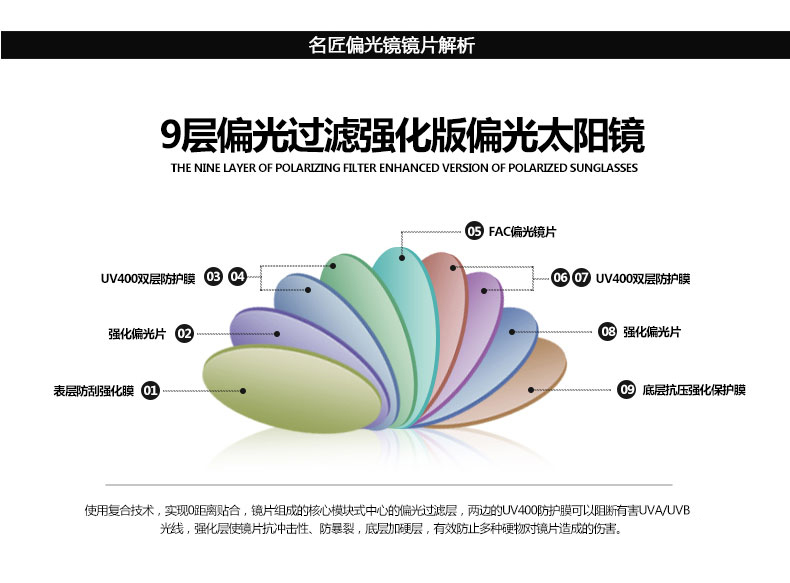 名匠偏光镜镜片解析
9层偏光过滤强化版偏光太阳镜
THE NINE LAYER OF POLARIZING FILTER ENHANCED VERSION OF POLARIZED SUNGLASSES
05 FAC偏光镜片
UV400双层防护膜 03 04
06 07 UV400双层防护膜
强化偏光片 02
08 强化偏光片
表层防刮强化膜 01
09 底层抗压强化保护膜
使用复合技术，实现0距离贴合，镜片组成的核心模块式中心的偏光过滤层，两边的UV400防护膜可以阻断有害UVA/UVB
光线，强化层使镜片抗冲击性、防暴裂，底层加硬层，有效防止多种硬物对镜片造成的伤害。